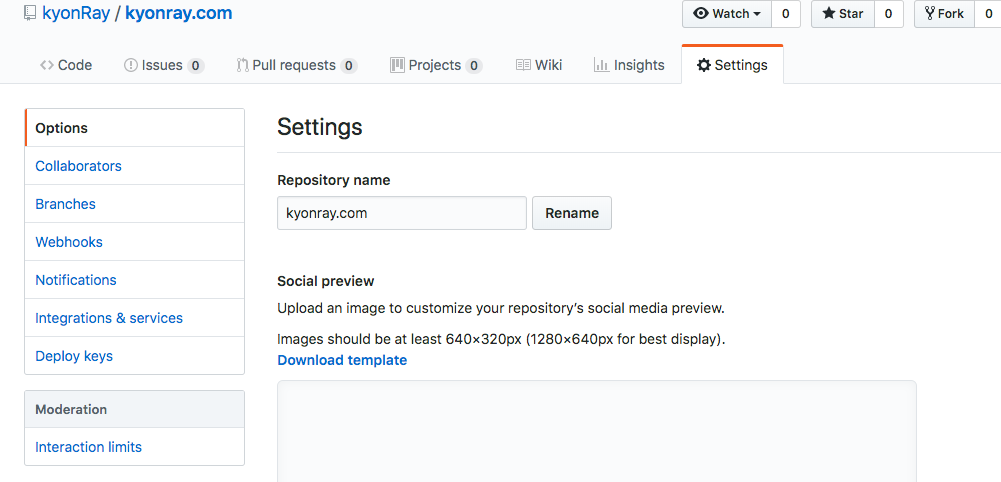 kyonRay / kyonray.com
Watch 0 Star 0 Fork 0
Code Issues 0 Pull requests 0 Projects 0 Wiki Insights Settings
Options
Collaborators
Branches
Webhooks
Notifications
Integrations & services
Deploy keys
Moderation
Interaction limits
Settings
Repository name
kyonray.com Rename
Social preview
Upload an image to customize your repository’s social media preview.
Images should be at least 640×320px (1280×640px for best display).
Download template